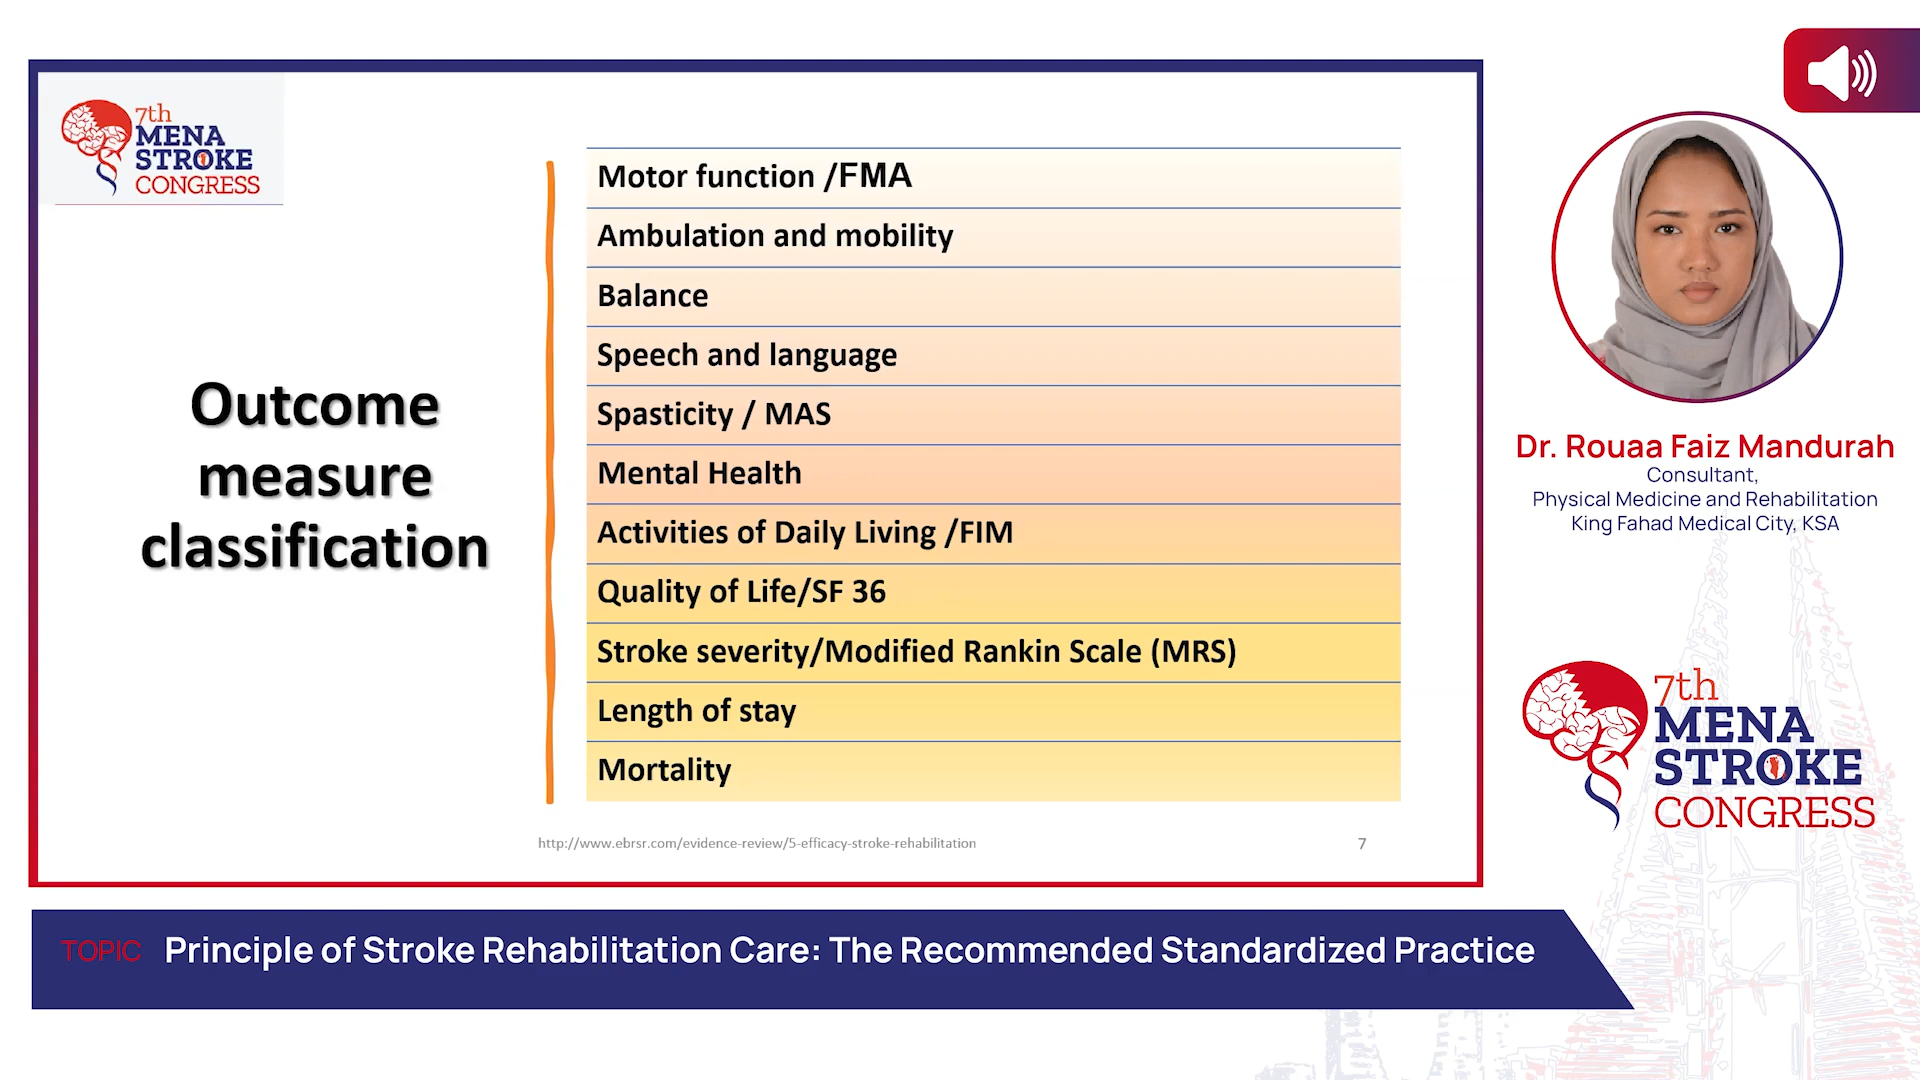 7th
MENA
STROKE
CONGRESS
Outcome
measure
classification
Motor function /FMA
Ambulation and mobility
Balance
Speech and language
Spasticity / MAS
Mental Health
Activities of Daily Living /FIM
Quality of Life/SF 36
Stroke severity/Modified Rankin Scale (MRS)
Length of stay
Mortality
http://www.ebrsr.com/evidence-review/5-efficacy-stroke-rehabilitation
7
Dr. Rouaa Faiz Mandurah
Consultant,
Physical Medicine and Rehabilitation
King Fahad Medical City, KSA
7th
MENA
STROKE
CONGRESS
TOPIC Principle of Stroke Rehabilitation Care: The Recommended Standardized Practice